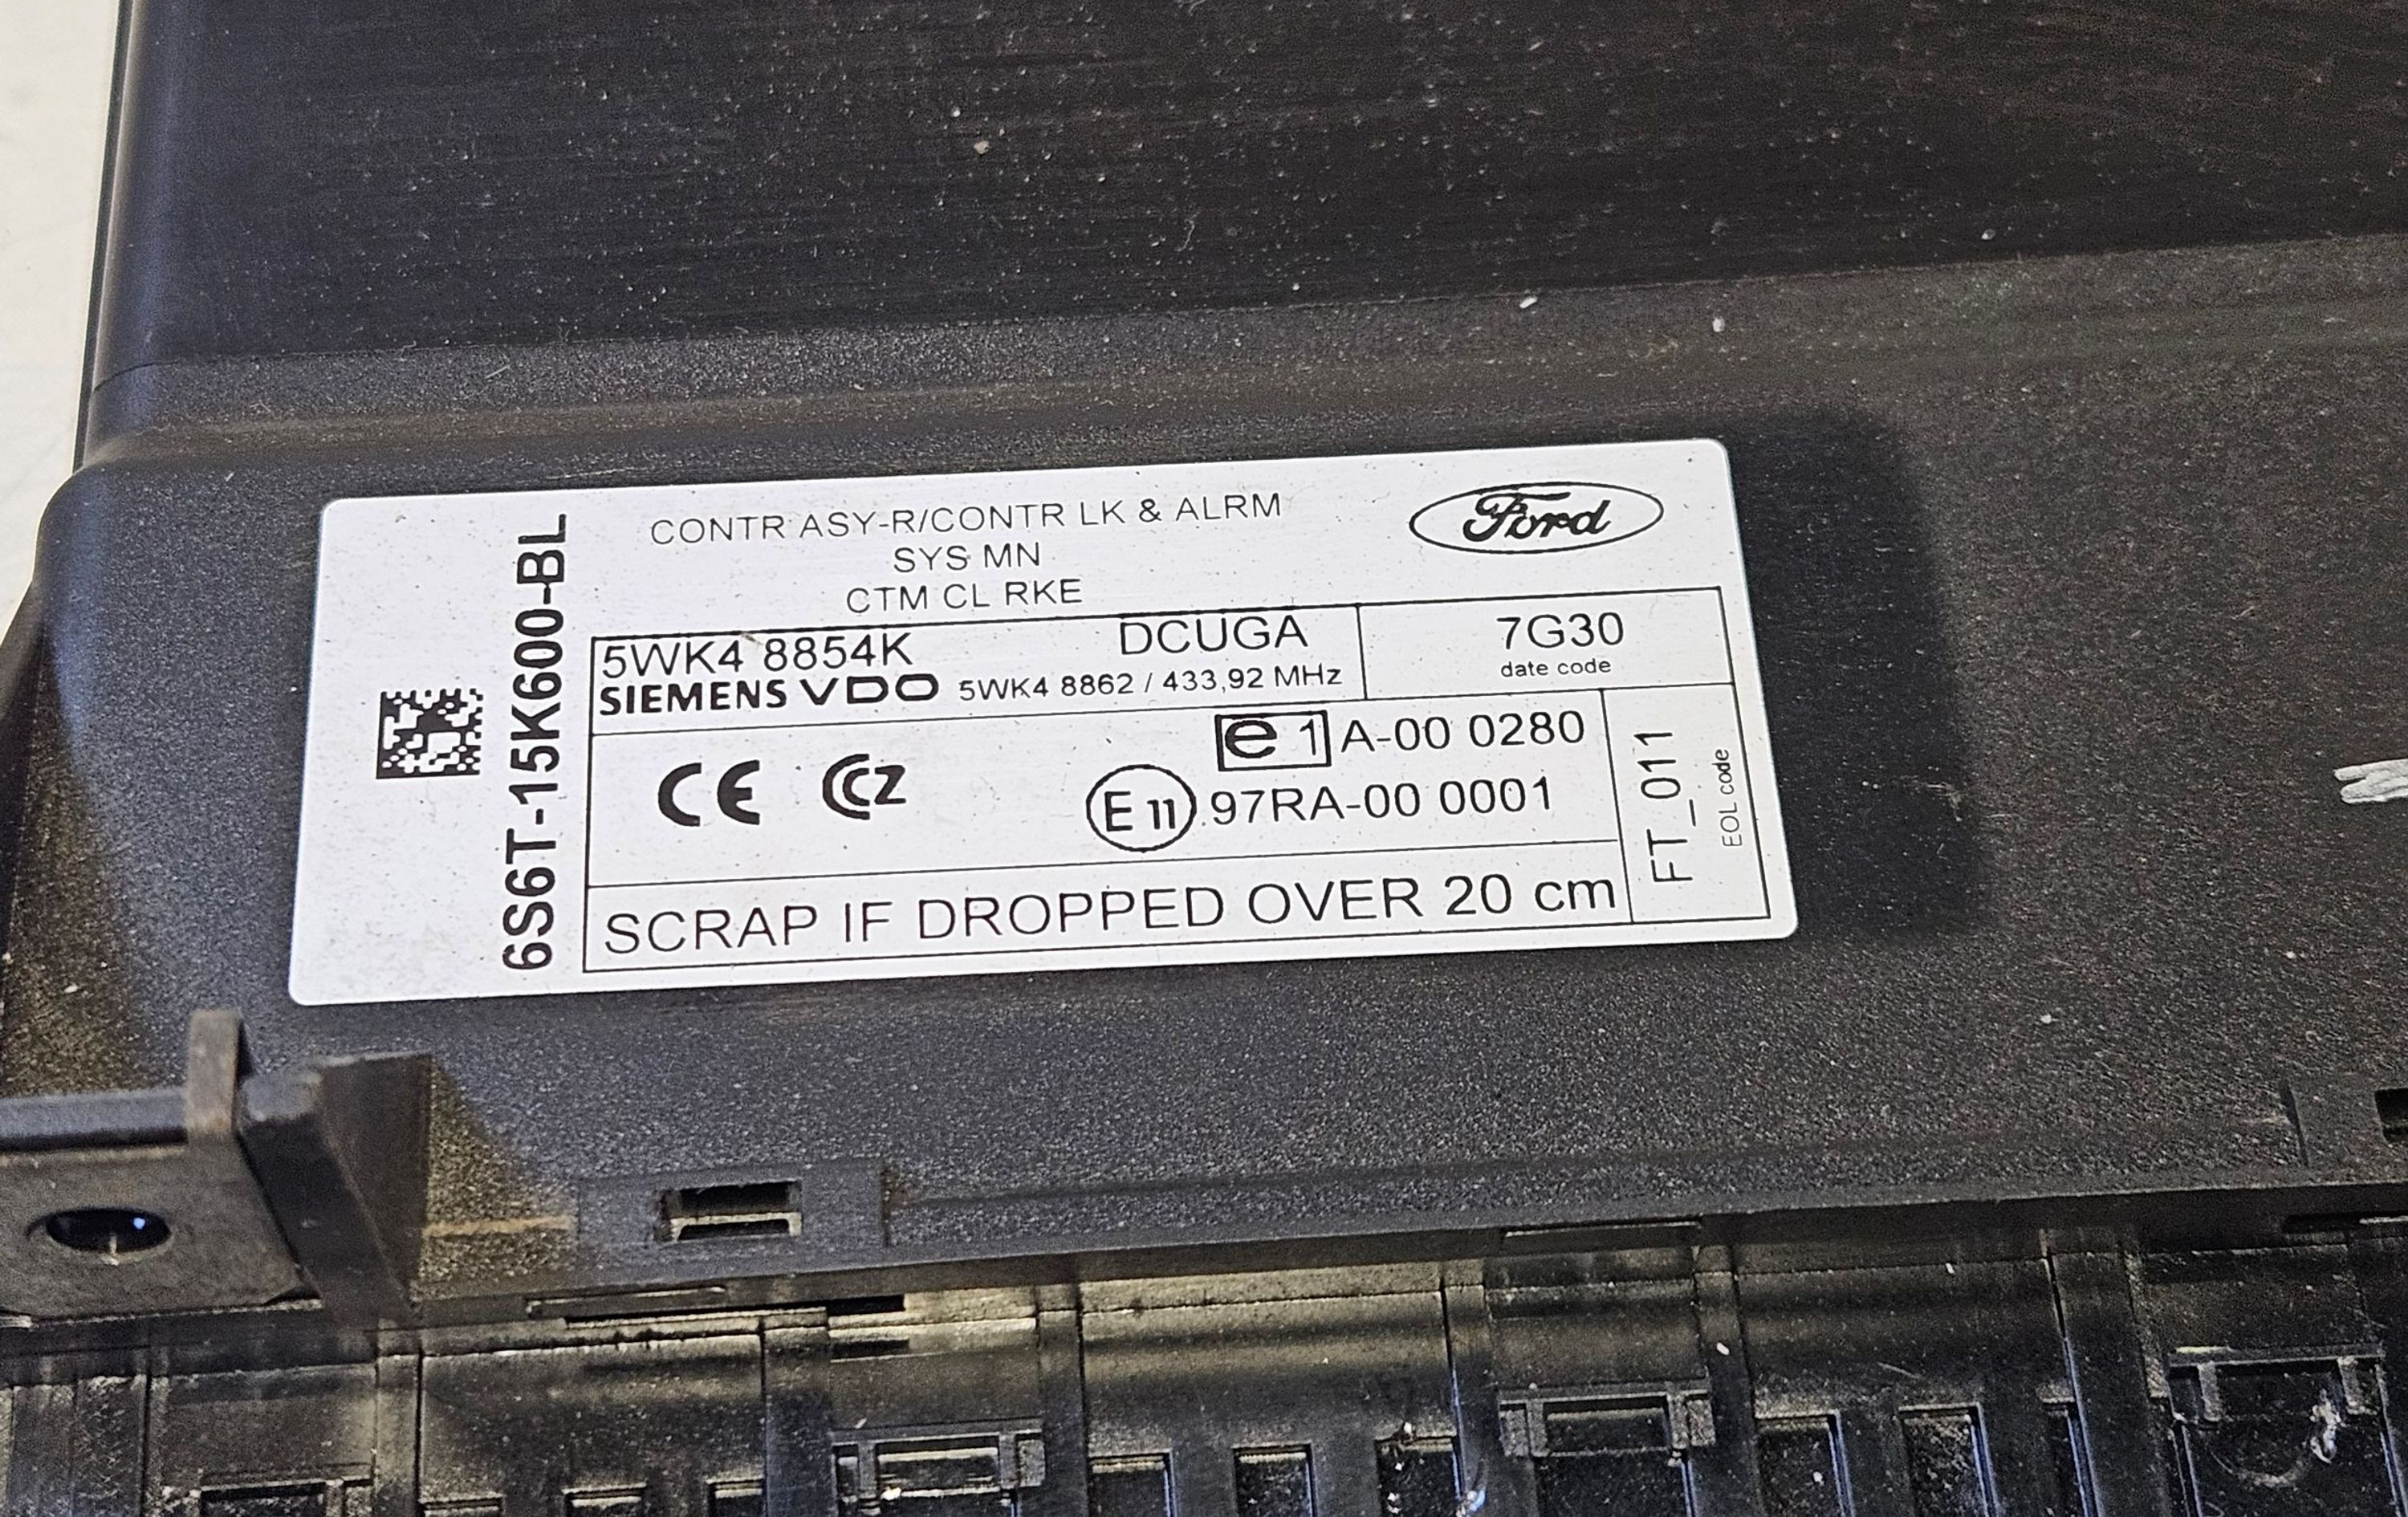 CONTR ASY-R/CONTR LK & ALRM
SYS MN
CTM CL RKE
Ford
6S6T-15K600-BL
5WK4 8854K DCUGA
SIEMENS VDO 5WK4 8862 / 433,92 MHz
7G30
date code
CE CCZ
e 1 A-00 0280
E 11 97RA-00 0001
FT_011
EOL code
SCRAP IF DROPPED OVER 20 cm